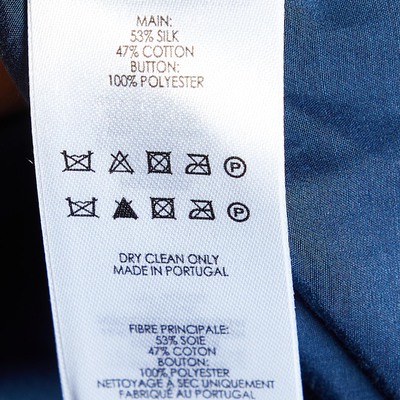 MAIN:
53% SILK
47% COTTON
BUTTON:
100% POLYESTER
P
P
DRY CLEAN ONLY
MADE IN PORTUGAL
FIBRE PRINCIPALE:
53% SOIE
47% COTON
BOUTON:
100% POLYESTER
NETTOYAGE À SEC UNIQUEMENT
FABRIQUÉ AU PORTUGAL